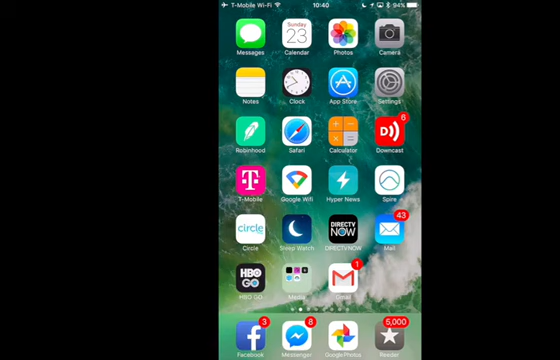 T-Mobile Wi-Fi 10:40 94%
Sunday
23
Messages Calendar Photos Camera
Notes Clock App Store Settings
6
Robinhood Safari Calculator Downcast
T
T-Mobile Google Wifi Hyper News Spire
Circle DIRECTV NOW 43
Circle Sleep Watch DIRECTV NOW Mail
HBO GO 1
HBO GO Media Gmail
3 8 5,000
Facebook Messenger Google Photos Reeder